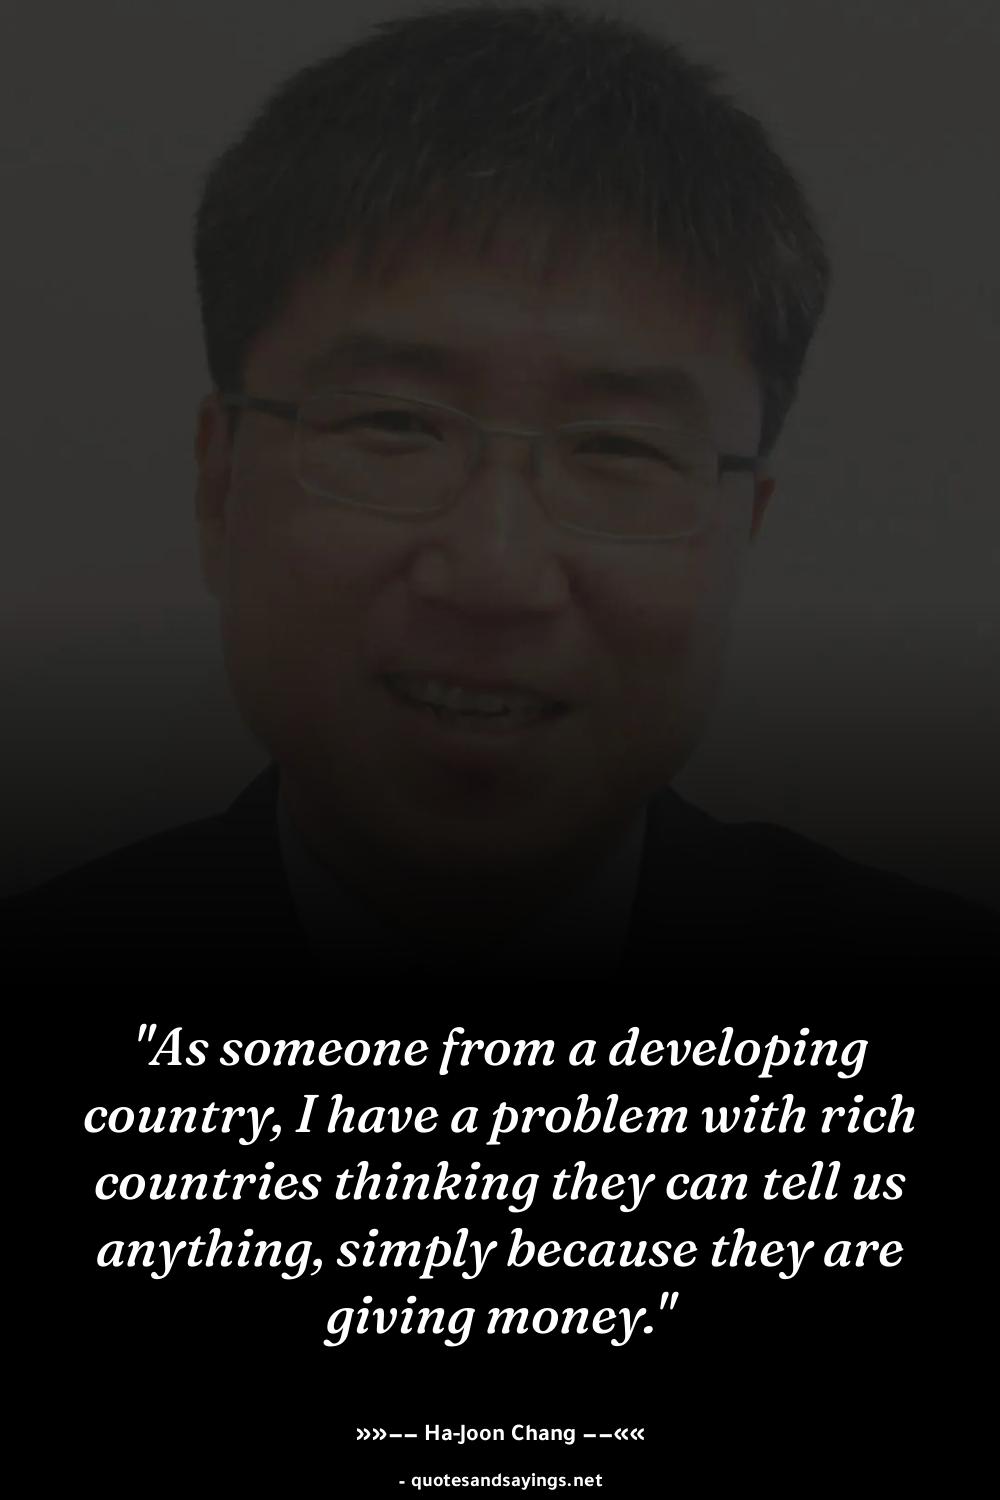 "As someone from a developing
country, I have a problem with rich
countries thinking they can tell us
anything, simply because they are
giving money."
»»−− Ha-Joon Chang −−««
- quotesandsayings.net